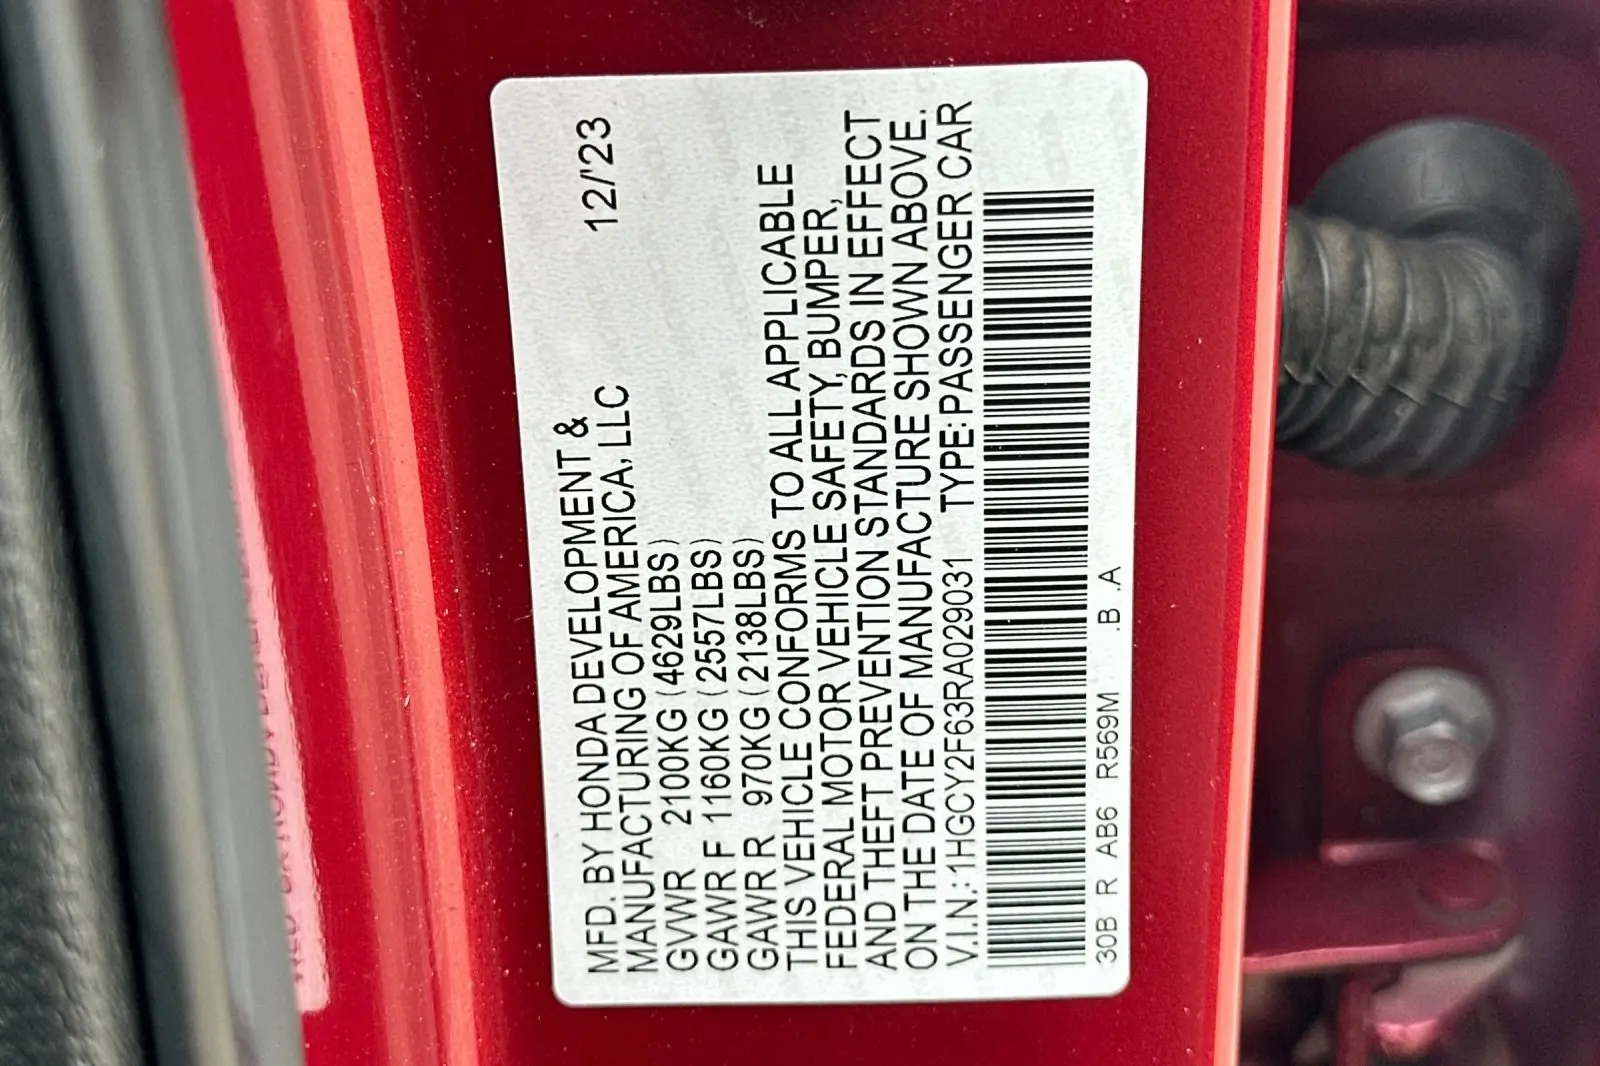 MFD. BY HONDA DEVELOPMENT &
MANUFACTURING OF AMERICA, LLC 12/'23
GVWR 2100KG (4629LBS)
GAWR F 1160KG (2557LBS)
GAWR R 970KG (2138LBS)
THIS VEHICLE CONFORMS TO ALL APPLICABLE
FEDERAL MOTOR VEHICLE SAFETY, BUMPER,
AND THEFT PREVENTION STANDARDS IN EFFECT
ON THE DATE OF MANUFACTURE SHOWN ABOVE.
V.I.N.: 1HGCY2F63RA029031 TYPE: PASSENGER CAR
30B R AB6 R569M .B .A